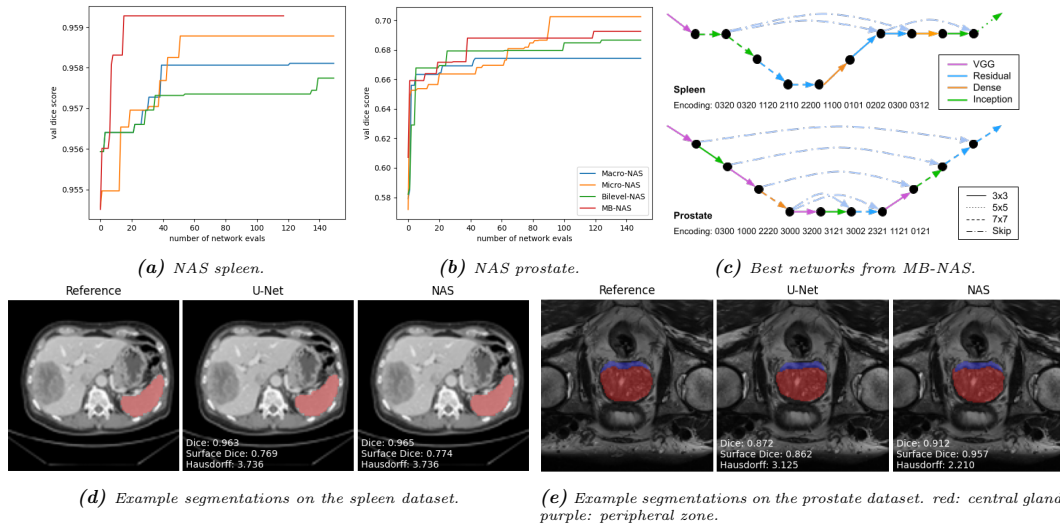 0.959
0.958
0.957
0.956
0.955
val dice score
0 20 40 60 80 100 120 140
number of network evals
(a) NAS spleen.
0.70
0.68
0.66
0.64
0.62
0.60
0.58
val dice score
Macro-NAS
Micro-NAS
Bilevel-NAS
MB-NAS
0 20 40 60 80 100 120 140
number of network evals
(b) NAS prostate.
VGG
Residual
Dense
Inception
Spleen
Encoding: 0320 0320 1120 2110 2200 1100 0101 0202 0300 0312
3x3
5x5
7x7
Skip
Prostate
Encoding: 0300 1000 2220 3000 3200 3121 3002 2321 1121 0121
(c) Best networks from MB-NAS.
Reference U-Net NAS
Dice: 0.963
Surface Dice: 0.769
Hausdorff: 3.736
Dice: 0.965
Surface Dice: 0.774
Hausdorff: 3.736
(d) Example segmentations on the spleen dataset.
Reference U-Net NAS
Dice: 0.872
Surface Dice: 0.862
Hausdorff: 3.125
Dice: 0.912
Surface Dice: 0.957
Hausdorff: 2.210
(e) Example segmentations on the prostate dataset. red: central gland
purple: peripheral zone.